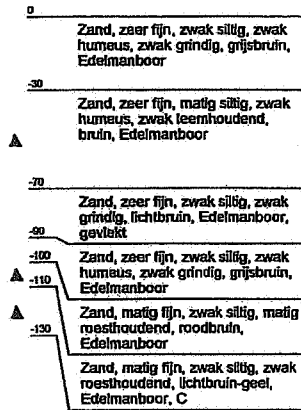 0
Zand, zeer fijn, zwak siltig, zwak
humeus, zwak grindig, grijsbruin,
Edelmanboor
-30
Zand, zeer fijn, matig siltig, zwak
humeus, zwak leemhoudend,
bruin, Edelmanboor
-70
Zand, zeer fijn, zwak siltig, zwak
grindig, lichtbruin, Edelmanboor,
gevlekt
-90
Zand, zeer fijn, zwak siltig, zwak
humeus, zwak grindig, grijsbruin,
Edelmanboor
-100
-110
Zand, matig fijn, zwak siltig, matig
roesthoudend, roodbruin,
Edelmanboor
-130
Zand, matig fijn, zwak siltig, zwak
roesthoudend, lichtbruin-geel,
Edelmanboor, C